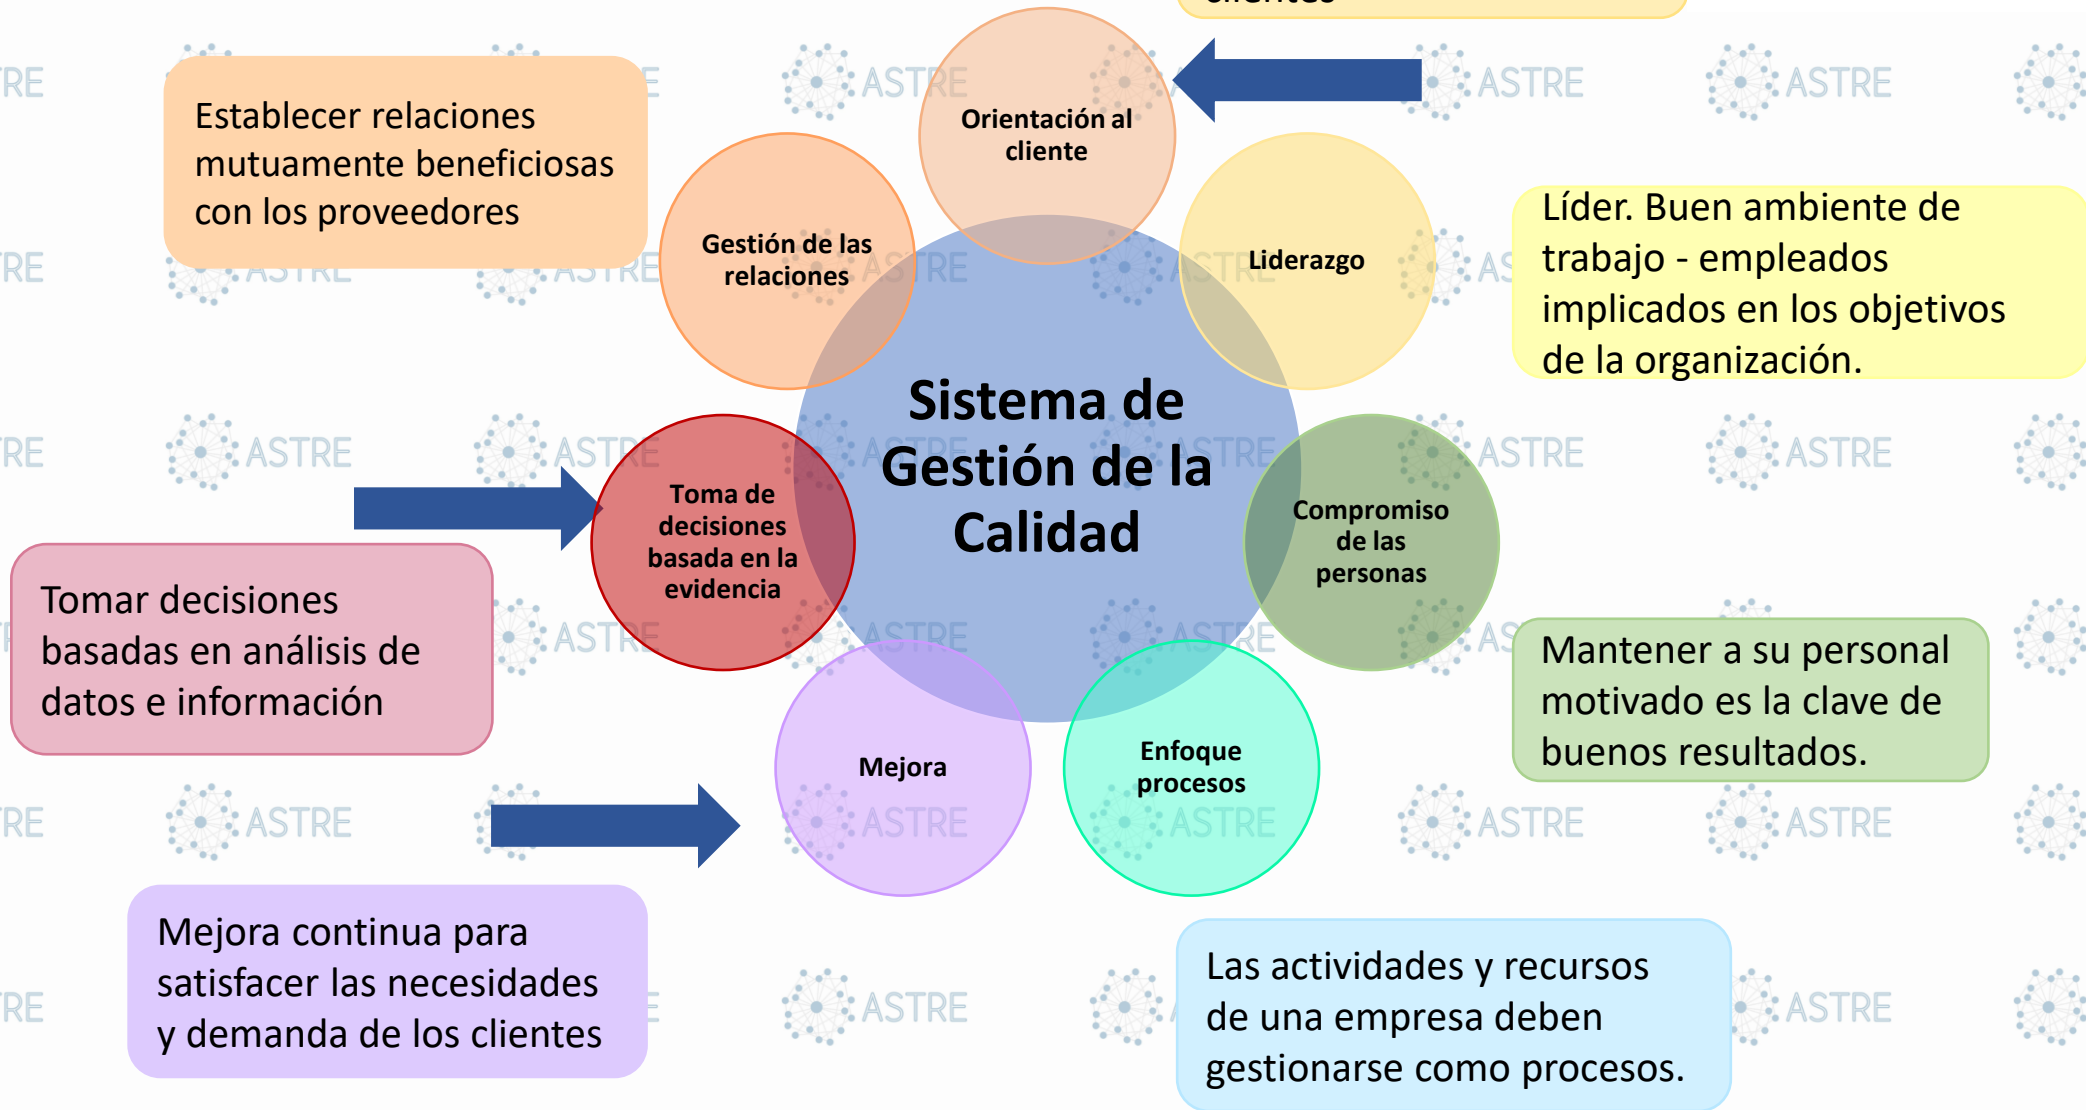 Establecer relaciones
mutuamente beneficiosas
con los proveedores
Orientación al
cliente
Gestión de las
relaciones
Liderazgo
Líder. Buen ambiente de
trabajo - empleados
implicados en los objetivos
de la organización.
Sistema de
Gestión de la
Calidad
Toma de
decisiones
basada en la
evidencia
Compromiso
de las
personas
Tomar decisiones
basadas en análisis de
datos e información
Mantener a su personal
motivado es la clave de
buenos resultados.
Mejora
Enfoque
procesos
Mejora continua para
satisfacer las necesidades
y demanda de los clientes
Las actividades y recursos
de una empresa deben
gestionarse como procesos.
ASTRE